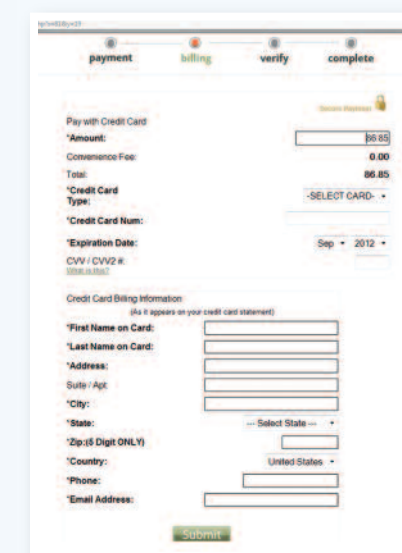 payment billing verify complete
Pay with Credit Card
*Amount: 86.85
Convenience Fee: 0.00
Total: 86.85
*Credit Card
Type: -SELECT CARD-
*Credit Card Num:
*Expiration Date: Sep 2012
CVV / CVV2 #:
What is this?
Credit Card Billing Information
(As it appears on your credit card statement)
*First Name on Card:
*Last Name on Card:
*Address:
Suite / Apt:
*City:
*State: --- Select State ---
*Zip:(5 Digit ONLY)
*Country: United States
*Phone:
*Email Address:
Submit